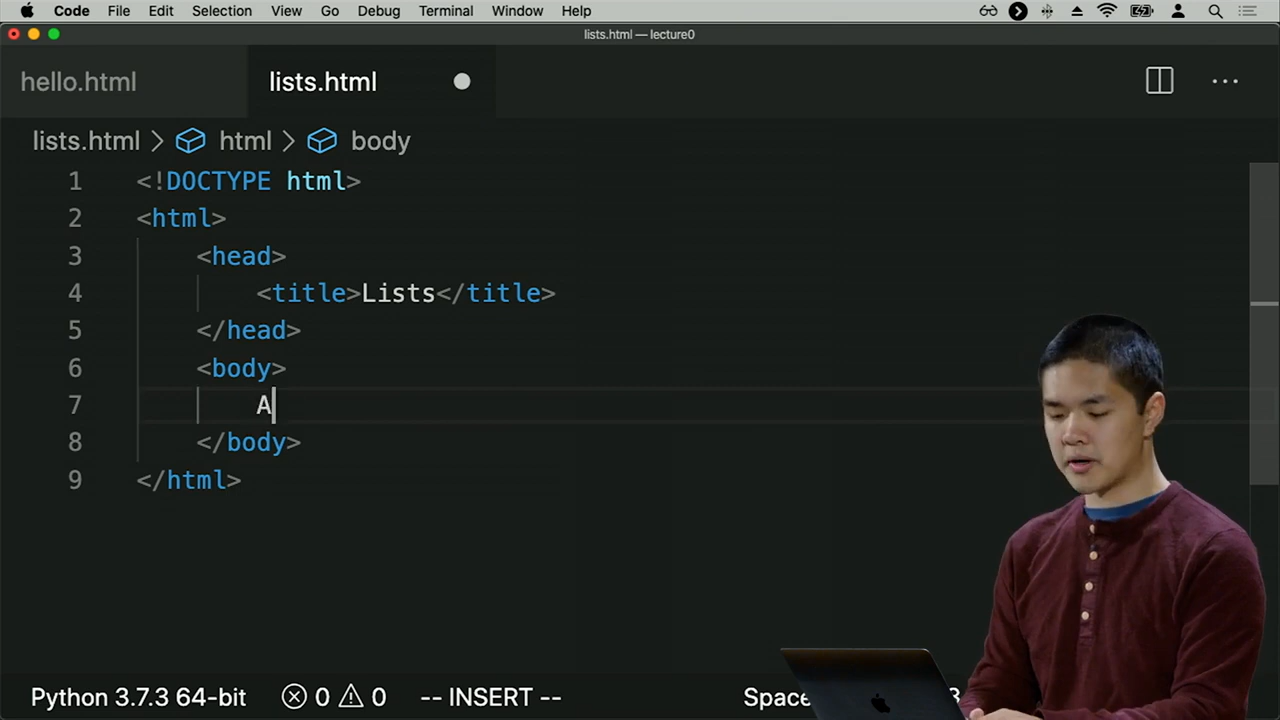 Code File Edit Selection View Go Debug Terminal Window Help
lists.html — lecture0
hello.html lists.html
lists.html > html > body
1 <!DOCTYPE html>
2 <html>
3 <head>
4 <title>Lists</title>
5 </head>
6 <body>
7 A
8 </body>
9 </html>
Python 3.7.3 64-bit 0 0 -- INSERT --